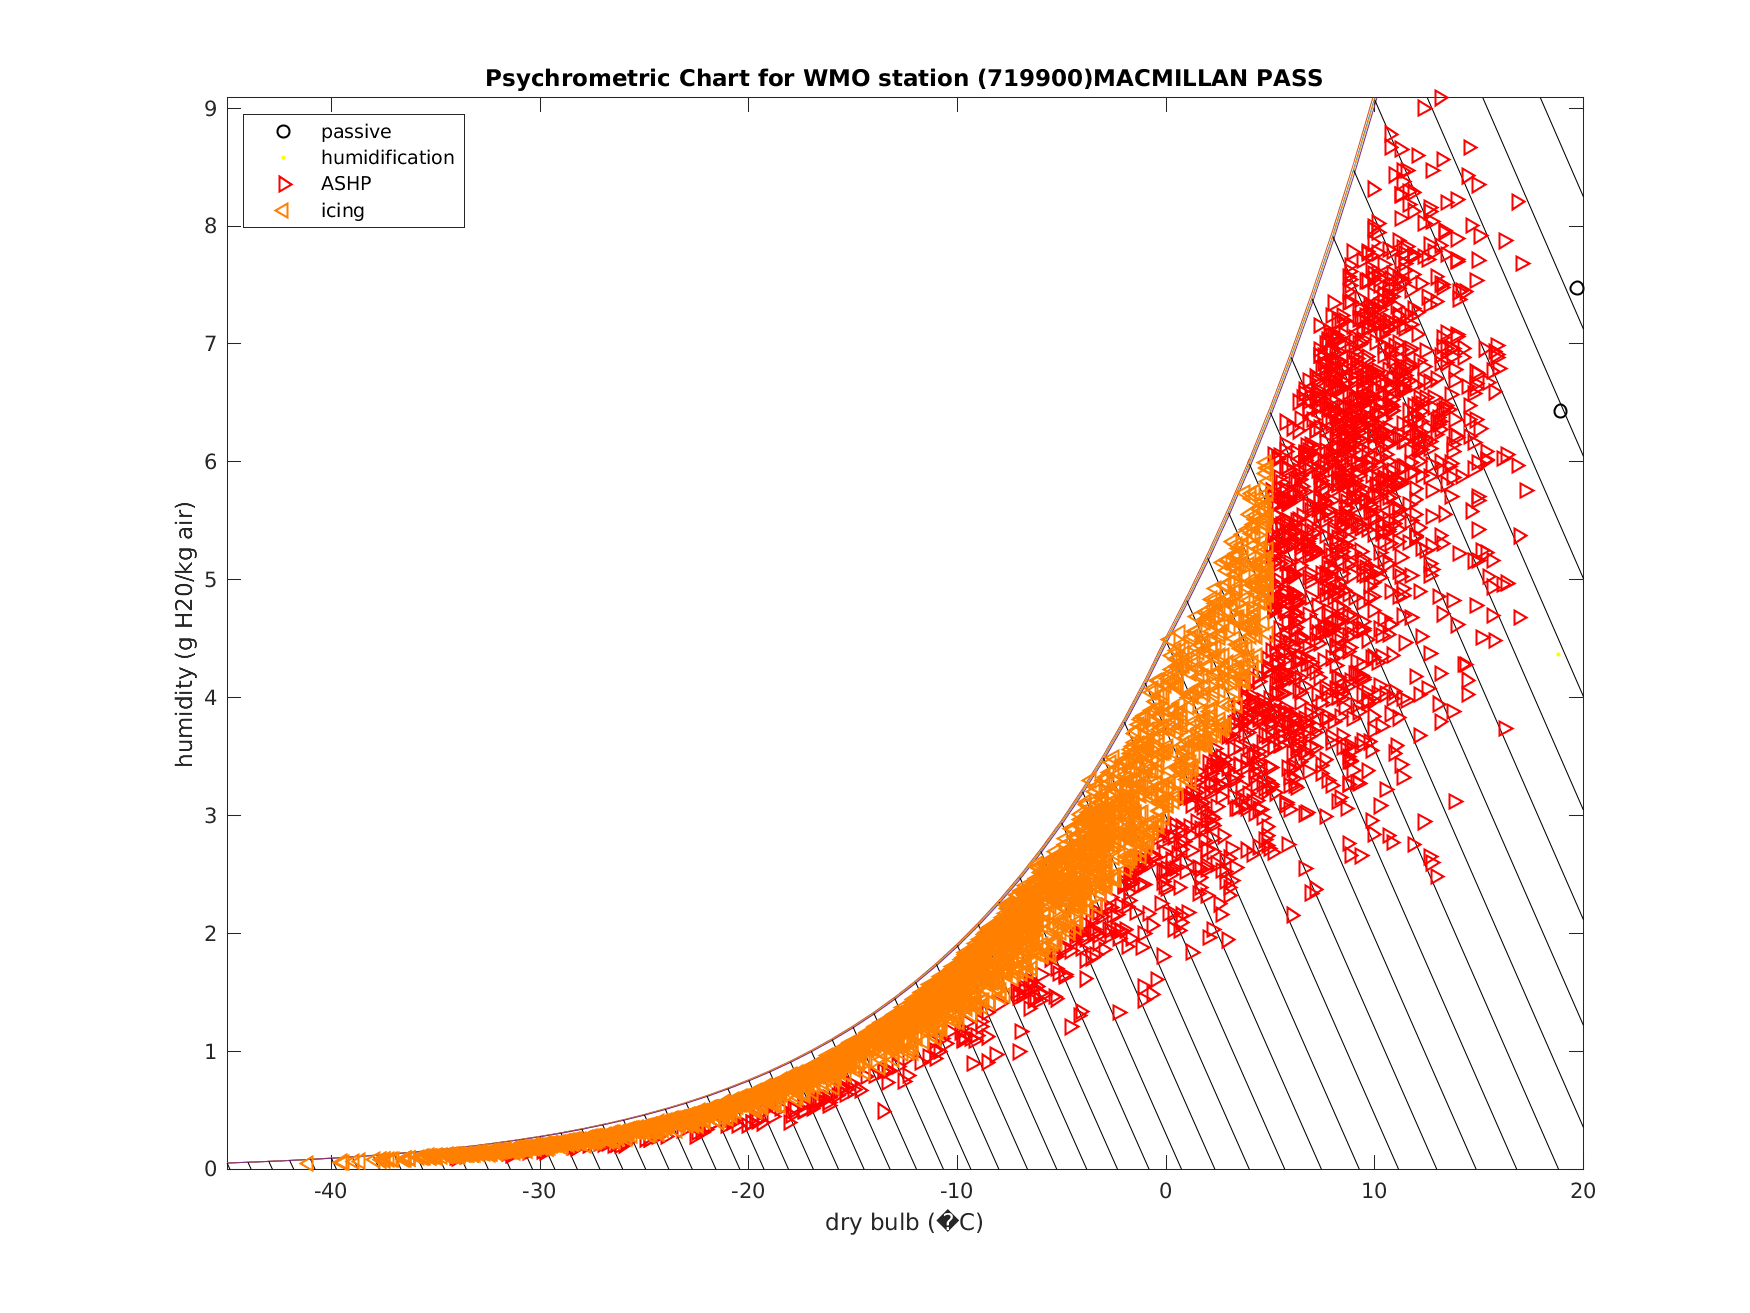 Psychrometric Chart for WMO station (719900)MACMILLAN PASS
passive
humidification
ASHP
icing
9
8
7
6
5
4
3
2
1
0
humidity (g H20/kg air)
-40 -30 -20 -10 0 10 20
dry bulb (�C)